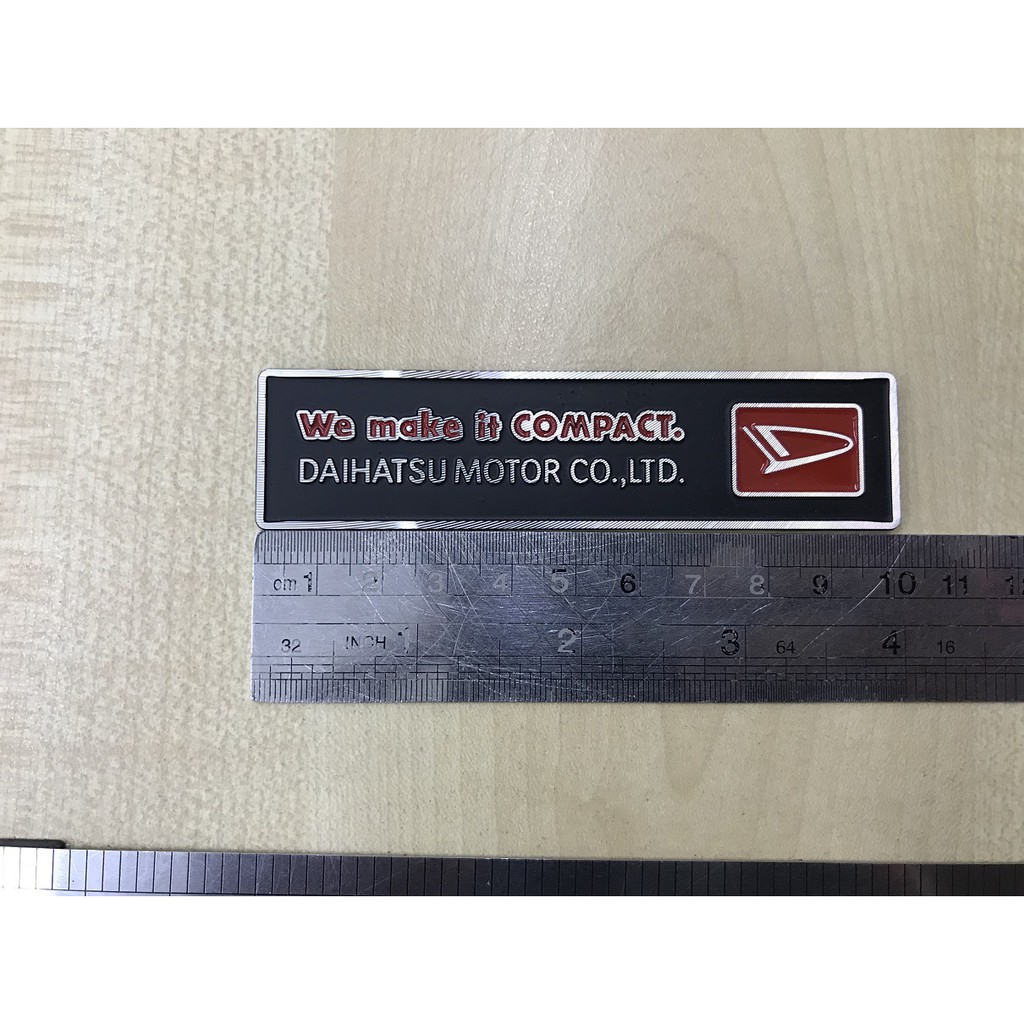 We make it COMPACT.
DAIHATSU MOTOR CO.,LTD.
cm 1 2 3 4 5 6 7 8 9 10 11 12
32 INCH 1 2 3 64 4 16